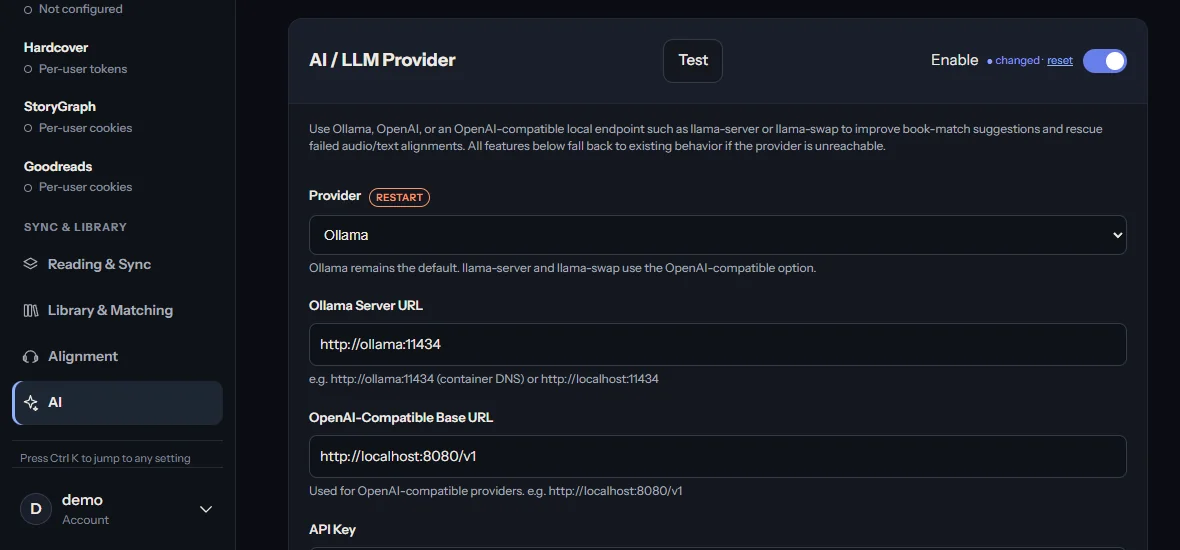 Not configured
Hardcover
Per-user tokens
StoryGraph
Per-user cookies
Goodreads
Per-user cookies
SYNC & LIBRARY
Reading & Sync
Library & Matching
Alignment
AI
Press Ctrl K to jump to any setting
D
demo
Account
AI / LLM Provider
Test
Enable • changed · reset
Use Ollama, OpenAI, or an OpenAI-compatible local endpoint such as llama-server or llama-swap to improve book-match suggestions and rescue
failed audio/text alignments. All features below fall back to existing behavior if the provider is unreachable.
Provider RESTART
Ollama
Ollama remains the default. llama-server and llama-swap use the OpenAI-compatible option.
Ollama Server URL
http://ollama:11434
e.g. http://ollama:11434 (container DNS) or http://localhost:11434
OpenAI-Compatible Base URL
http://localhost:8080/v1
Used for OpenAI-compatible providers. e.g. http://localhost:8080/v1
API Key